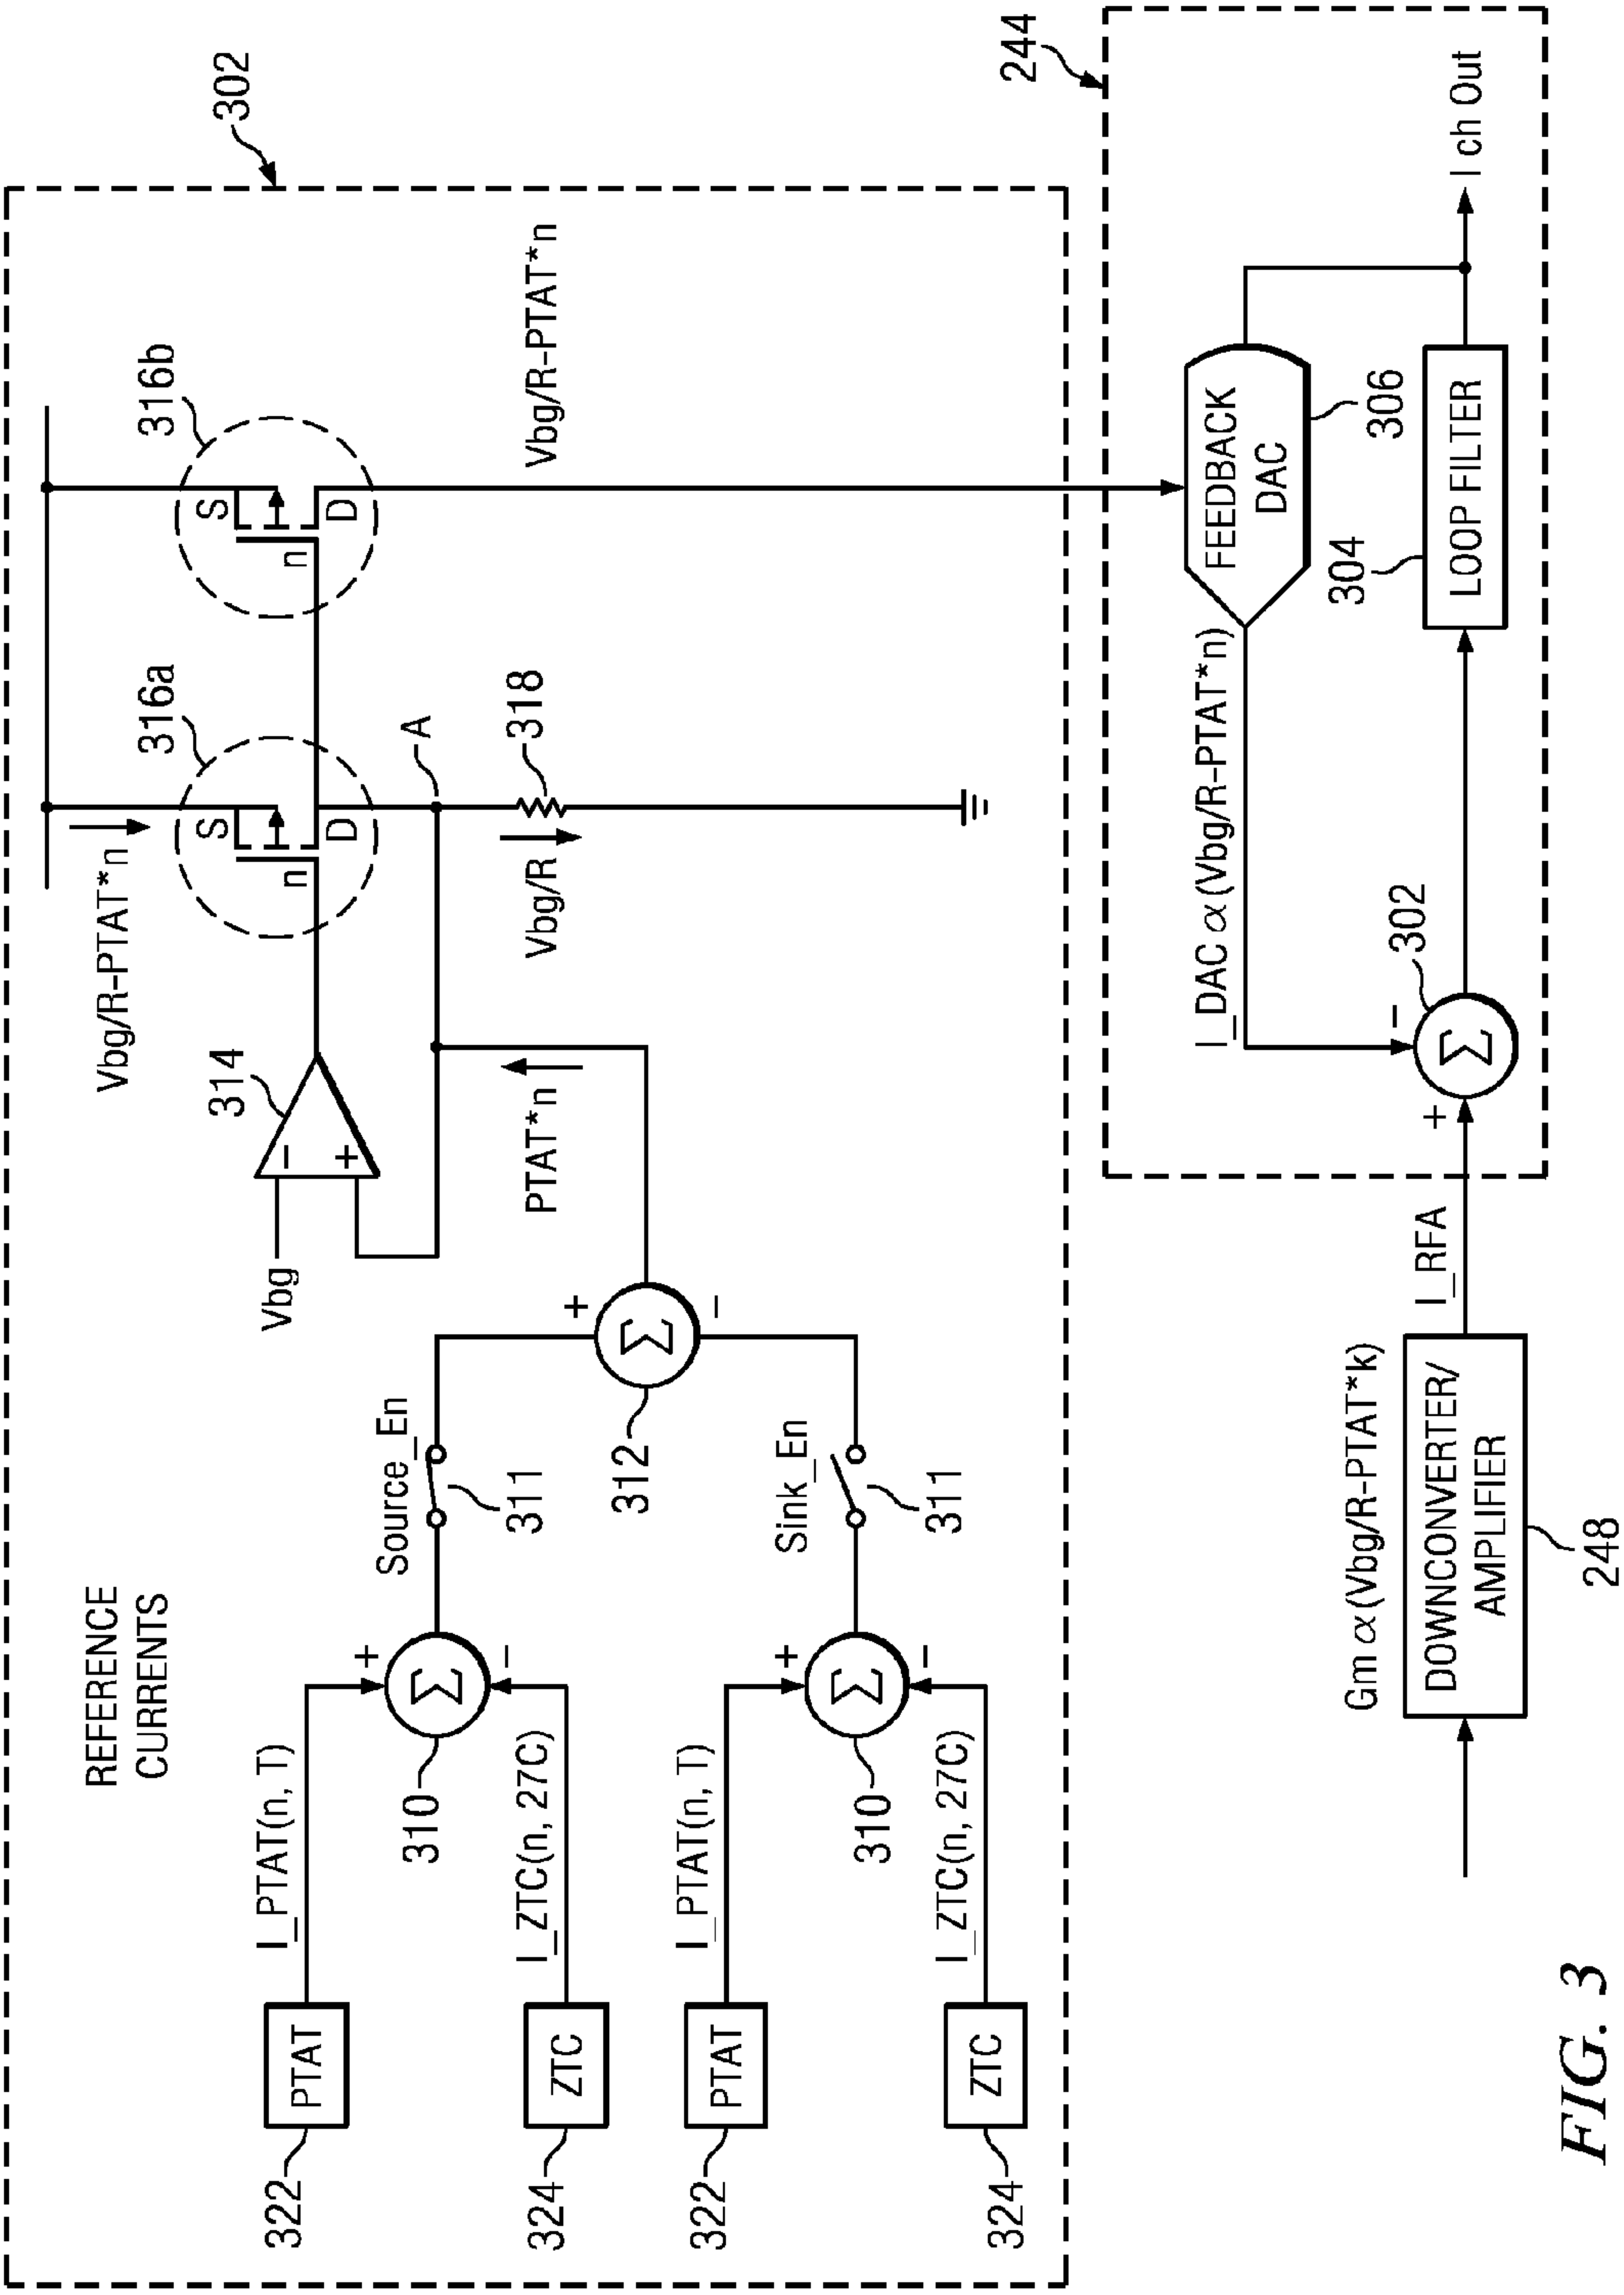 302
REFERENCE
CURRENTS
Vbg/R-PTAT*n
316a
316b
S
D
n
S
D
n
314
−
+
Vbg
A
318
Vbg/R
Vbg/R-PTAT*n
PTAT*n
322
PTAT
I_PTAT(n, T)
+
−
Σ
310
324
ZTC
I_ZTC(n, 27C)
Source_En
311
+
−
Σ
312
322
PTAT
I_PTAT(n, T)
+
−
Σ
310
324
ZTC
I_ZTC(n, 27C)
Sink_En
311
244
FEEDBACK
DAC
306
I_DAC α (Vbg/R-PTAT*n)
304
LOOP FILTER
I ch Out
302
−
+
Σ
I_RFA
Gm α (Vbg/R-PTAT*k)
DOWNCONVERTER/
AMPLIFIER
248
FIG. 3